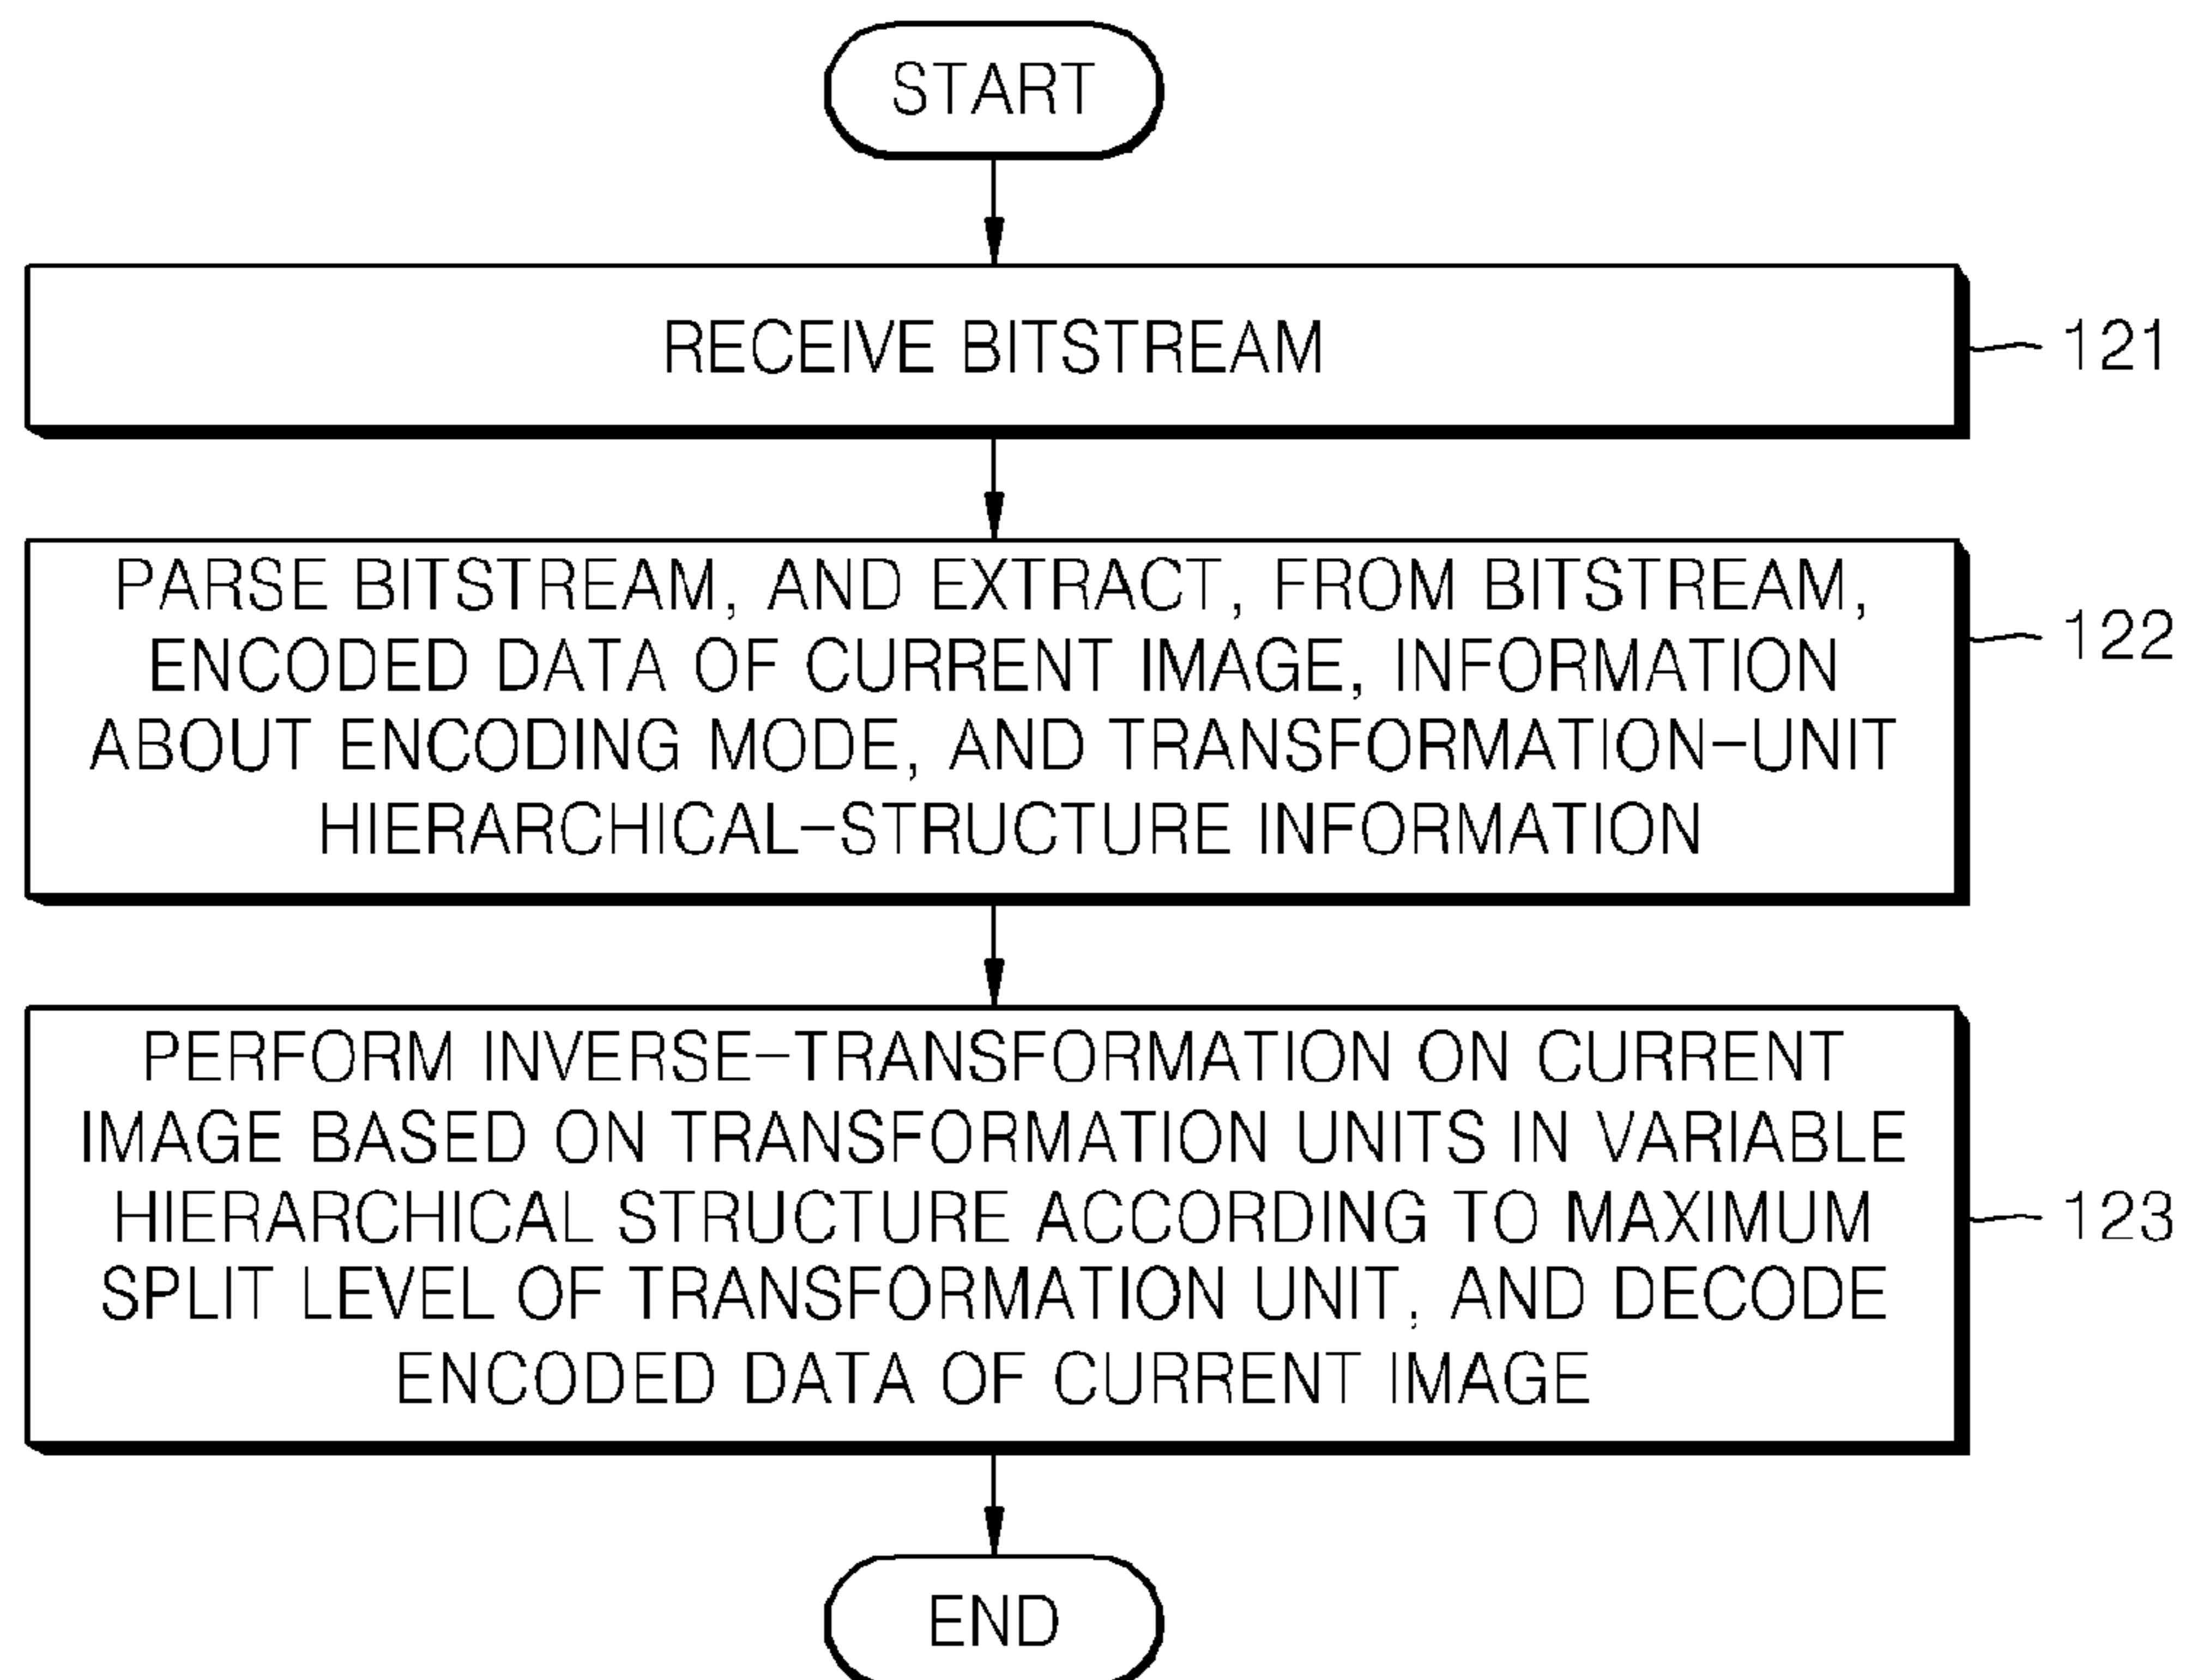 START
RECEIVE BITSTREAM
121
PARSE BITSTREAM, AND EXTRACT, FROM BITSTREAM,
ENCODED DATA OF CURRENT IMAGE, INFORMATION
ABOUT ENCODING MODE, AND TRANSFORMATION-UNIT
HIERARCHICAL-STRUCTURE INFORMATION
122
PERFORM INVERSE-TRANSFORMATION ON CURRENT
IMAGE BASED ON TRANSFORMATION UNITS IN VARIABLE
HIERARCHICAL STRUCTURE ACCORDING TO MAXIMUM
SPLIT LEVEL OF TRANSFORMATION UNIT, AND DECODE
ENCODED DATA OF CURRENT IMAGE
123
END